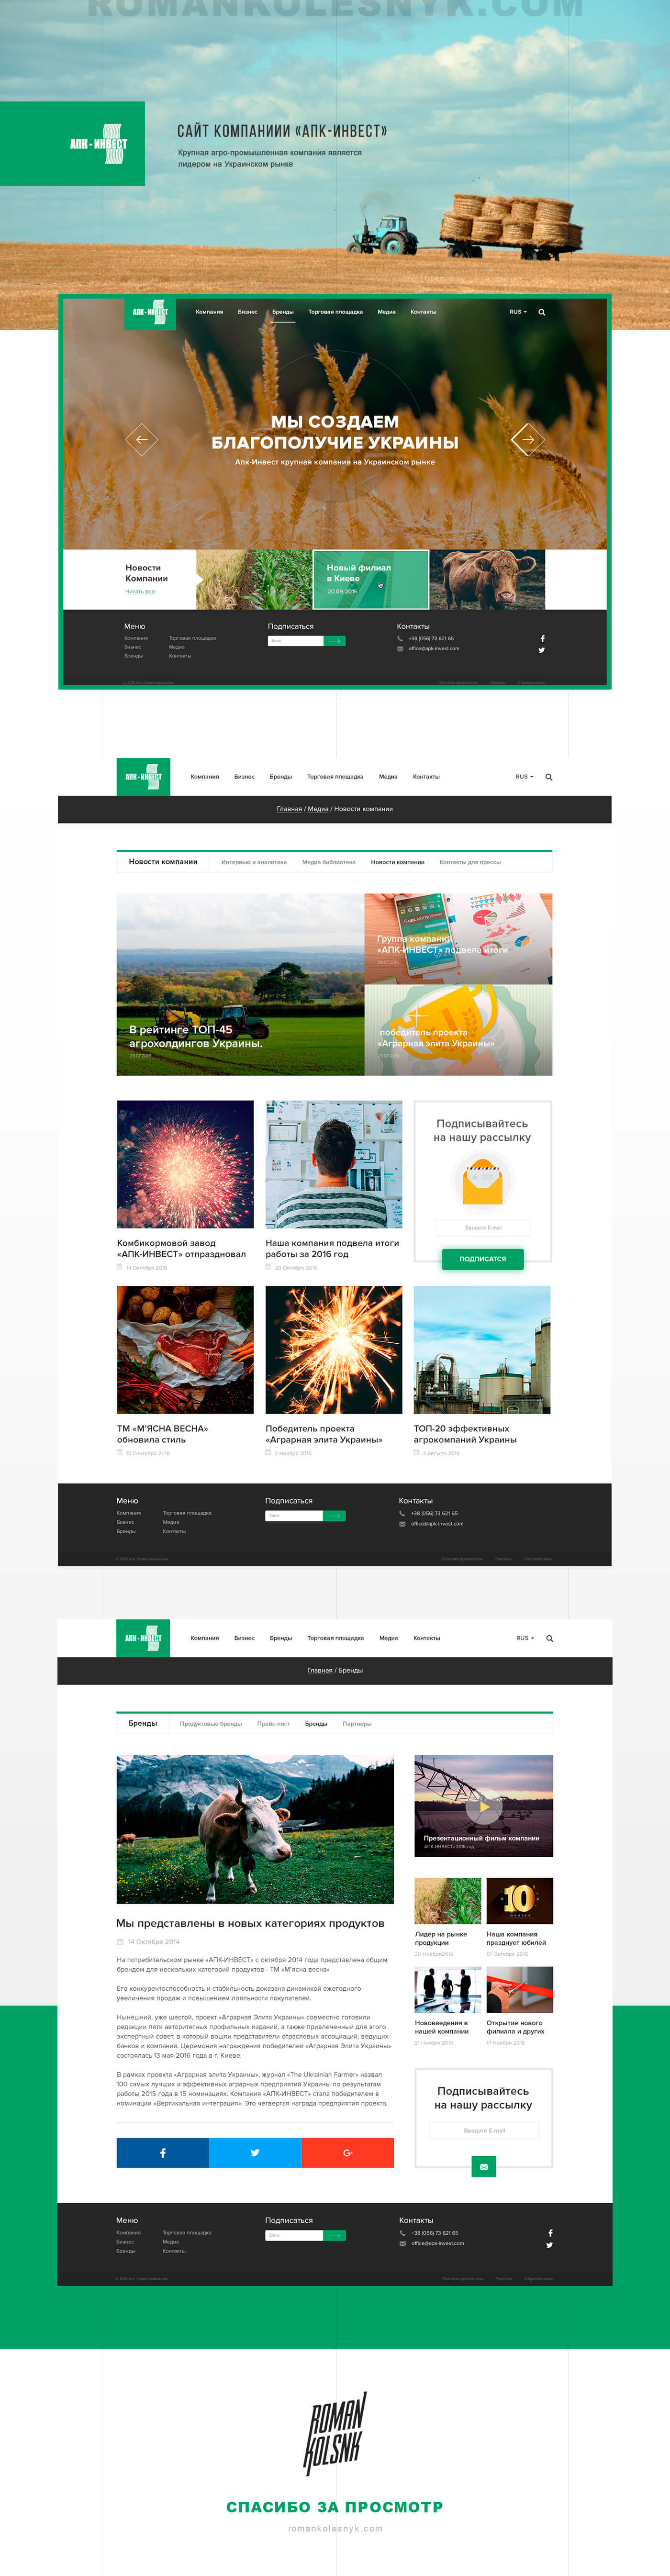 ROMANKOLESNYK.COM
АПК-ИНВЕСТ
САЙТ КОМПАНИИИ «АПК-ИНВЕСТ»
Крупная агро-промышленная компания является
лидером на Украинском рынке
АПК-ИНВЕСТ
Компания Бизнес Бренды Торговая площадка Медиа Контакты RUS
МЫ СОЗДАЕМ
БЛАГОПОЛУЧИЕ УКРАИНЫ
Апк-Инвест крупная компания на Украинском рынке
Новости
Компании
Читать все
Новый филиал
в Киеве
20.09.2016
Меню
Компания Торговая площадка
Бизнес Медиа
Бренды Контакты
Подписаться
Email
Контакты
+38 (056) 73 621 65
office@apk-invest.com
АПК-ИНВЕСТ
Компания Бизнес Бренды Торговая площадка Медиа Контакты RUS
Главная / Медиа / Новости компании
Новости компании Интервью и аналитика Медиа библиотека Новости компании Контакты для прессы
В рейтинге ТОП-45
агрохолдингов Украины.
Группа компаний
«АПК-ИНВЕСТ» подвела итоги
победитель проекта
«Аграрная элита Украины»
Комбикормовой завод
«АПК-ИНВЕСТ» отпраздновал
14 Октября 2016
Наша компания подвела итоги
работы за 2016 год
20 Октября 2016
Подписывайтесь
на нашу рассылку
Введите E-mail
ПОДПИСАТСЯ
ТМ «М'ЯСНА ВЕСНА»
обновила стиль
15 Сентября 2016
Победитель проекта
«Аграрная элита Украины»
2 Ноября 2016
ТОП-20 эффективных
агрокомпаний Украины
3 Августа 2016
Меню
Компания Торговая площадка
Бизнес Медиа
Бренды Контакты
Подписаться
Email
Контакты
+38 (056) 73 621 65
office@apk-invest.com
АПК-ИНВЕСТ
Компания Бизнес Бренды Торговая площадка Медиа Контакты RUS
Главная / Бренды
Бренды Продуктовые бренды Прайс-лист Бренды Партнеры
Мы представлены в новых категориях продуктов
14 Октября 2014
На потребительском рынке «АПК-ИНВЕСТ» с октября 2014 года представлена общим
брендом для нескольких категорий продуктов - ТМ «М'ясна весна»
Его конкурентоспособность и стабильность доказана динамикой ежегодного
увеличения продаж и повышением лояльности покупателей.
Нынешний, уже шестой, проект «Аграрная Элита Украины» совместно готовили
редакции пяти авторитетных профильных изданий, а также привлеченный для этого
экспертный совет, в который вошли представители отраслевых ассоциаций, ведущих
банков и компаний. Церемония награждения победителей «Аграрная Элита Украины»
состоялась 13 мая 2016 года в г. Киеве.
В рамках проекта «Аграрная элита Украины», журнал «The Ukrainian Farmer» назвал
100 самых лучших и эффективных аграрных предприятий Украины по результатам
работы 2015 года в 15 номинациях. Компания «АПК-ИНВЕСТ» стала победителем в
номинации «Вертикальная интеграция». Это четвертая награда предприятия проекта.
Презентационный фильм компании
АПК-ИНВЕСТ» 2016 год
10
Лидер на рынке
продукции
20 Ноября2016
Наша компания
празднует юбилей
01 Октября 2016
Нововведения в
нашей компании
21 Ноября 2016
Открытие нового
филиала и других
17 Ноября 2016
Подписывайтесь
на нашу рассылку
Введите E-mail
Меню
Компания Торговая площадка
Бизнес Медиа
Бренды Контакты
Подписаться
Email
Контакты
+38 (056) 73 621 65
office@apk-invest.com
ROMAN
KOLSNK
СПАСИБО ЗА ПРОСМОТР
romankolesnyk.com